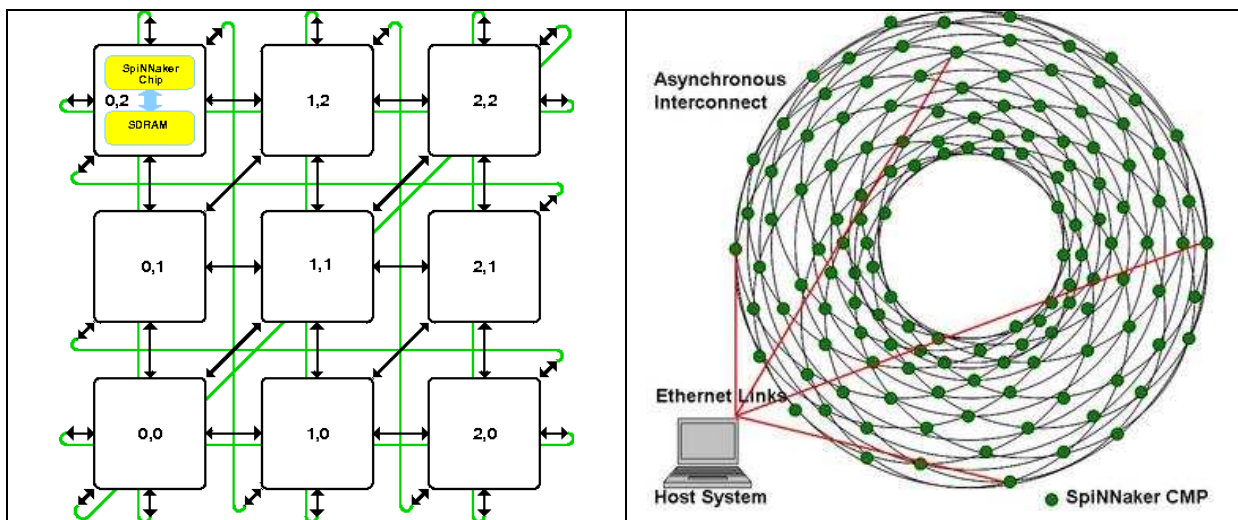 SpiNNaker
Chip
0,2
SDRAM
1,2
2,2
0,1
1,1
2,1
0,0
1,0
2,0
Asynchronous
Interconnect
Ethernet Links
Host System
SpiNNaker CMP